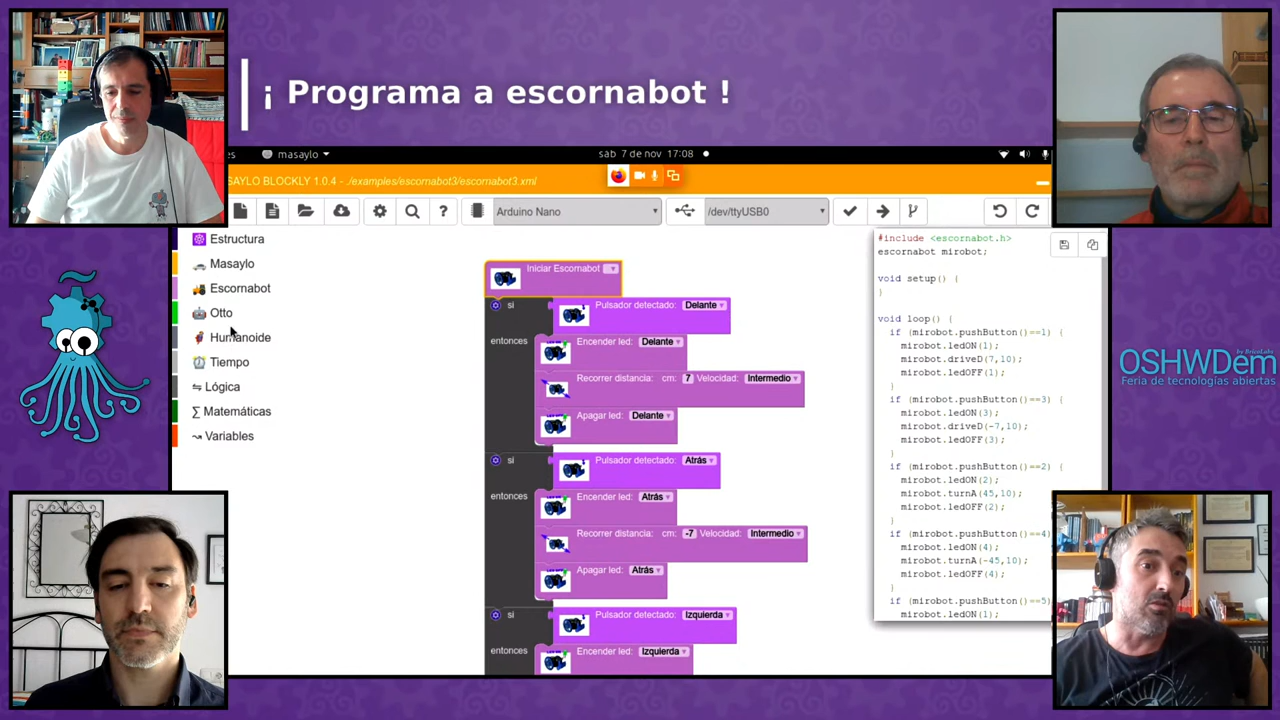 ¡ Programa a escornabot !
es
masaylo
sab 7 de nov 17:08
SAYLO BLOCKLY 1.0.4 - ./examples/escornabot3/escornabot3.xml
Arduino Nano
/dev/ttyUSB0
Estructura
Masaylo
Escornabot
Otto
Humanoide
Tiempo
Lógica
Matemáticas
Variables
Iniciar Escornabot
si
Pulsador detectado: Delante
entonces
Encender led: Delante
Recorrer distancia: cm: 7 Velocidad: Intermedio
Apagar led: Delante
si
Pulsador detectado: Atrás
entonces
Encender led: Atrás
Recorrer distancia: cm: -7 Velocidad: Intermedio
Apagar led: Atrás
si
Pulsador detectado: Izquierda
entonces
Encender led: Izquierda
#include <escornabot.h>
escornabot mirobot;
void setup() {
}
void loop() {
if (mirobot.pushButton()==1) {
mirobot.ledON(1);
mirobot.driveD(7,10);
mirobot.ledOFF(1);
}
if (mirobot.pushButton()==3) {
mirobot.ledON(3);
mirobot.driveD(-7,10);
mirobot.ledOFF(3);
}
if (mirobot.pushButton()==2) {
mirobot.ledON(2);
mirobot.turnA(45,10);
mirobot.ledOFF(2);
}
if (mirobot.pushButton()==4)
mirobot.ledON(4);
mirobot.turnA(-45,10);
mirobot.ledOFF(4);
}
if (mirobot.pushButton()==5)
mirobot.ledON(1);
by BricoLabs
OSHWDem
Feria de tecnologías abiertas